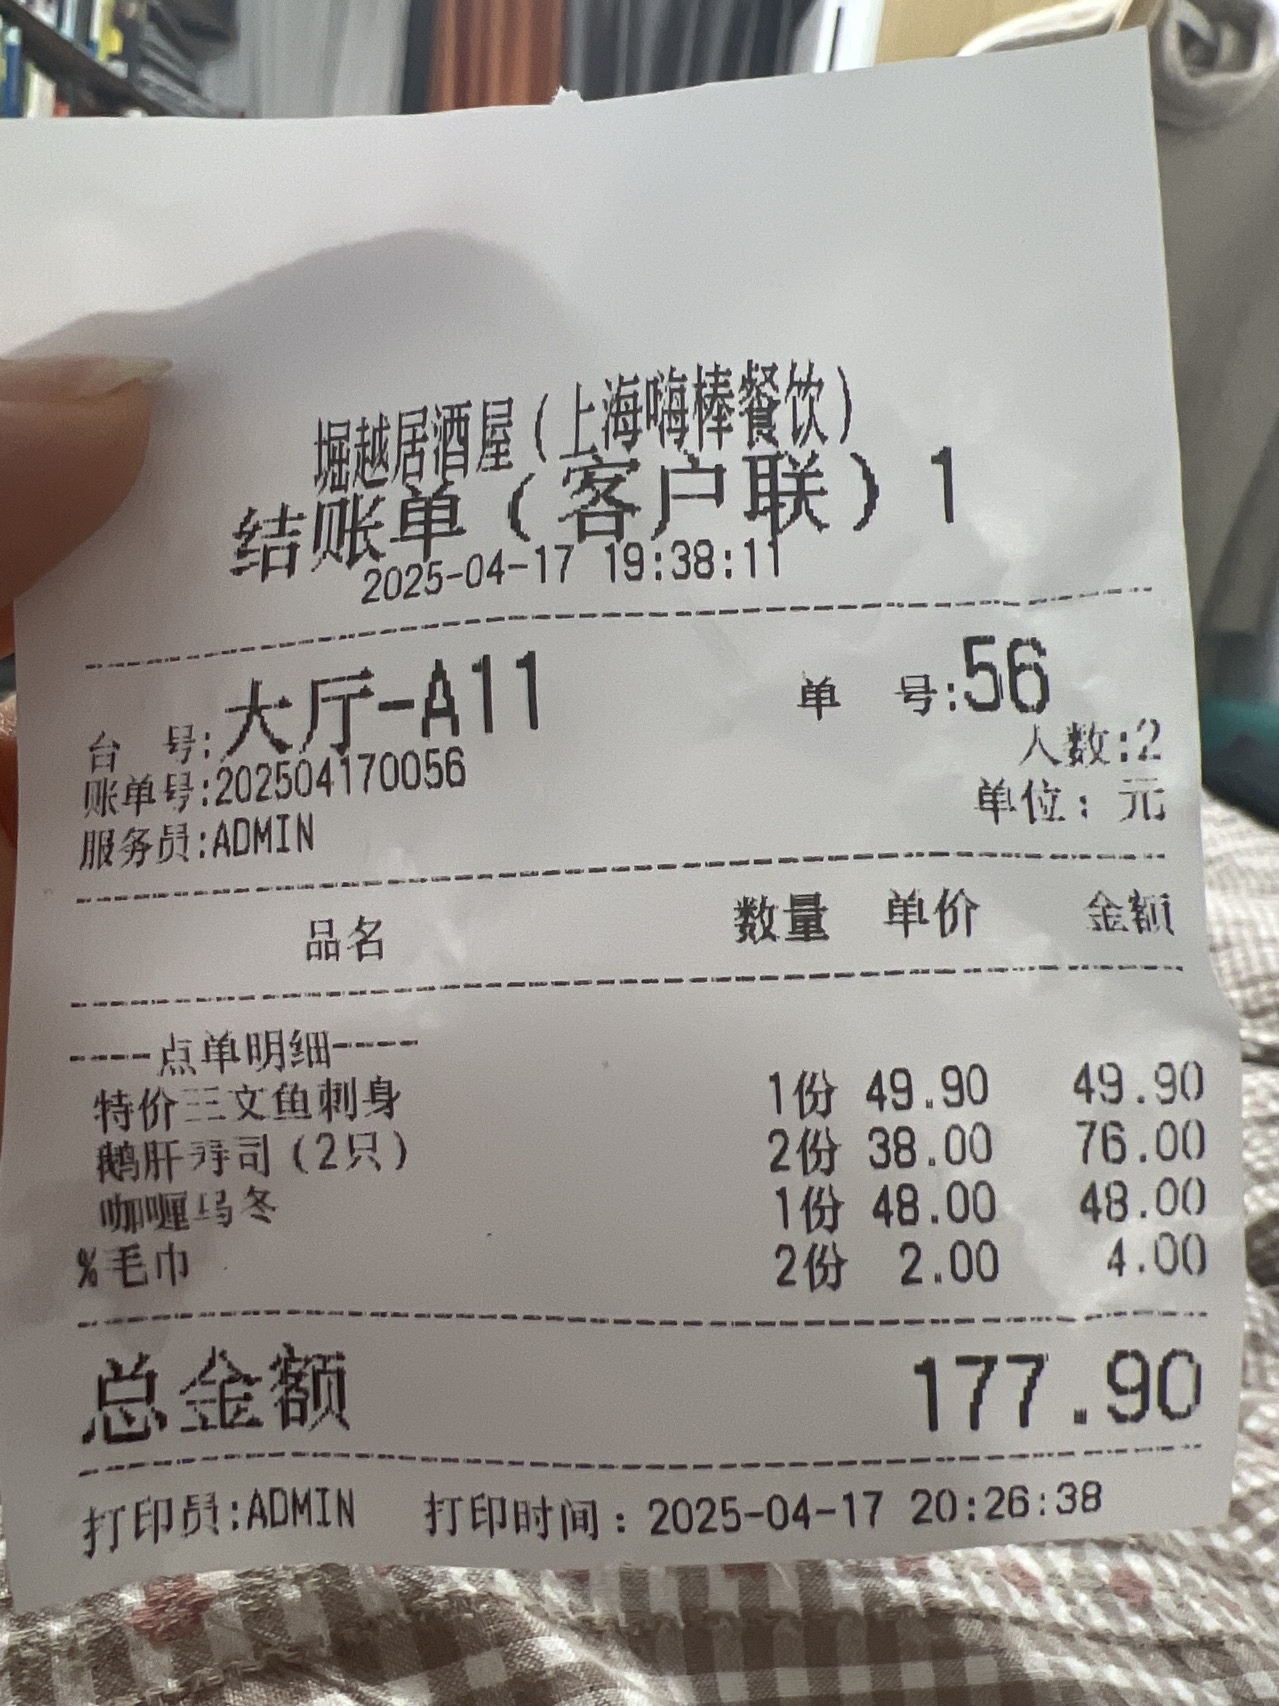 堀越居酒屋(上海嗨棒餐饮)
结账单(客户联)1
2025-04-17 19:38:11
台 号:大厅-A11 单 号:56
人数:2
账单号:202504170056
单位：元
服务员:ADMIN
品名 数量 单价 金额
----点单明细----
特价三文鱼刺身 1份 49.90 49.90
鹅肝寿司(2只) 2份 38.00 76.00
咖喱乌冬 1份 48.00 48.00
%毛巾 2份 2.00 4.00
总金额 177.90
打印员:ADMIN 打印时间：2025-04-17 20:26:38